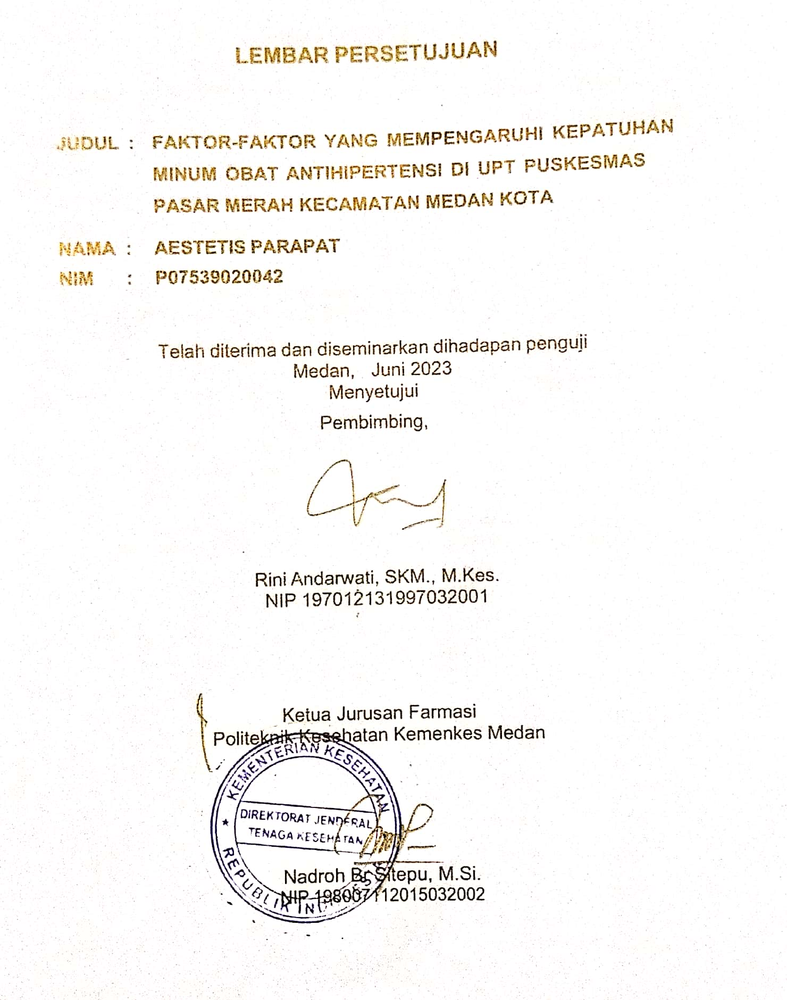 LEMBAR PERSETUJUAN
JUDUL : FAKTOR-FAKTOR YANG MEMPENGARUHI KEPATUHAN
MINUM OBAT ANTIHIPERTENSI DI UPT PUSKESMAS
PASAR MERAH KECAMATAN MEDAN KOTA
NAMA : AESTETIS PARAPAT
NIM : P07539020042
Telah diterima dan diseminarkan dihadapan penguji
Medan, Juni 2023
Menyetujui
Pembimbing,
Rini Andarwati, SKM., M.Kes.
NIP 197012131997032001
Ketua Jurusan Farmasi
Politeknik Kesehatan Kemenkes Medan
KEMENTERIAN KESEHATAN
DIREKTORAT JENDERAL
TENAGA KESEHATAN
REPUBLIK INDONESIA
Nadroh Br Sitepu, M.Si.
NIP 198007112015032002